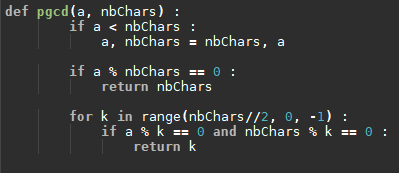 def pgcd(a, nbChars) :
if a < nbChars :
a, nbChars = nbChars, a
if a % nbChars == 0 :
return nbChars
for k in range(nbChars//2, 0, -1) :
if a % k == 0 and nbChars % k == 0 :
return k